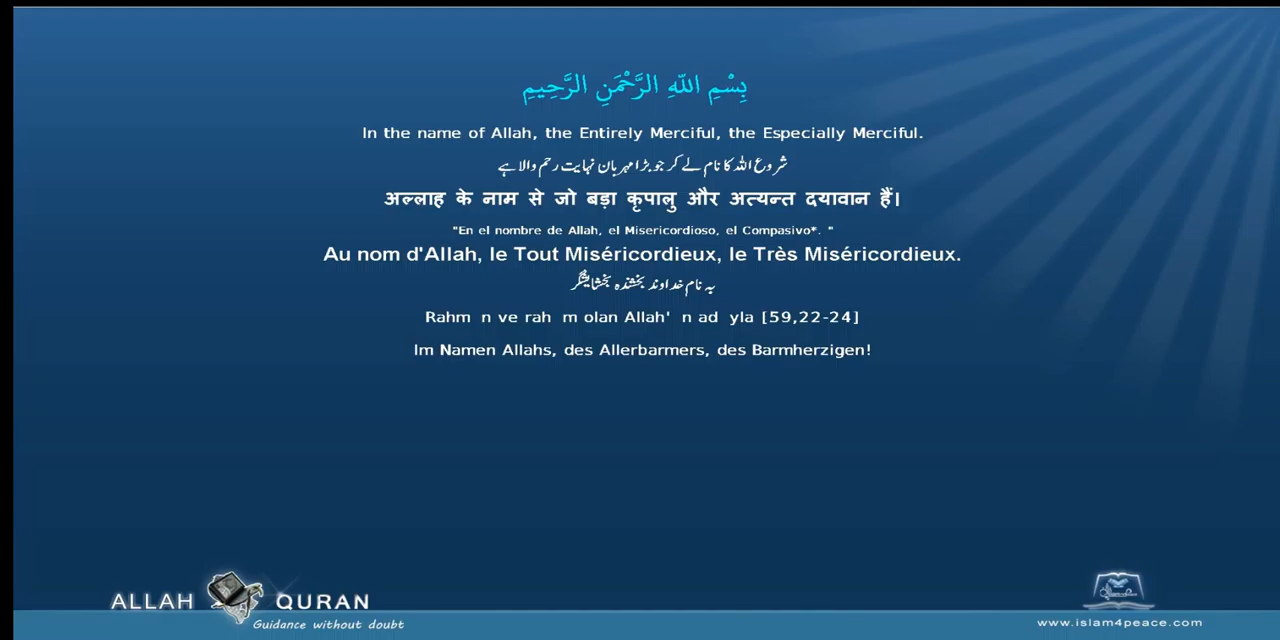 بِسْمِ اللّهِ الرَّحْمَنِ الرَّحِيمِ
In the name of Allah, the Entirely Merciful, the Especially Merciful.
شروع الله کا نام لے کر جو بڑا مہربان نہایت رحم والا ہے
अल्लाह के नाम से जो बड़ा कृपालु और अत्यन्त दयावान हैं।
"En el nombre de Allah, el Misericordioso, el Compasivo*. "
Au nom d'Allah, le Tout Miséricordieux, le Très Miséricordieux.
به نام خداوند بخشنده بخشایشگر
Rahm n ve rah m olan Allah' n ad yla [59,22-24]
Im Namen Allahs, des Allerbarmers, des Barmherzigen!
ALLAH QURAN
Guidance without doubt
www.islam4peace.com